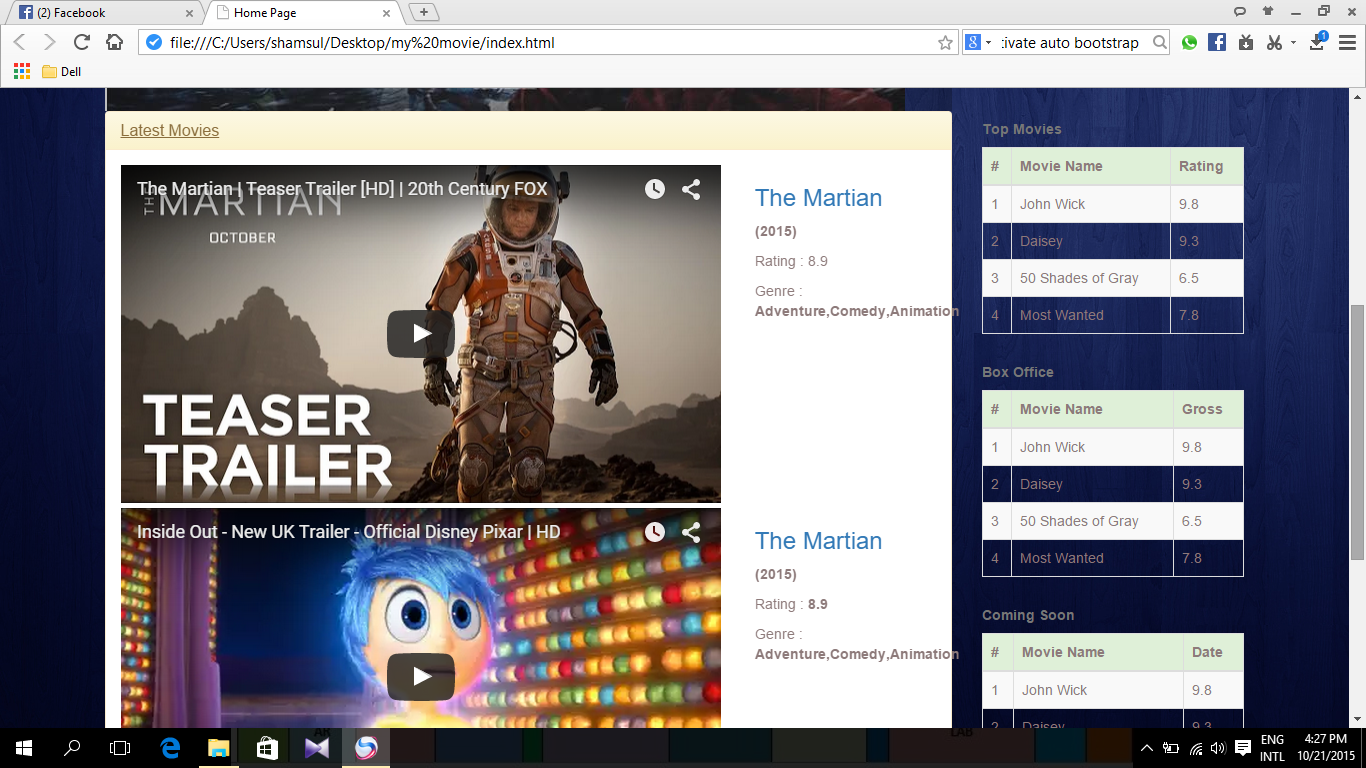 (2) Facebook
Home Page
file:///C:/Users/shamsul/Desktop/my%20movie/index.html
tivate auto bootstrap
1
Dell
Latest Movies
The Martian | Teaser Trailer [HD] | 20th Century FOX
THE MARTIAN
OCTOBER
TEASER
TRAILER
The Martian
(2015)
Rating : 8.9
Genre :
Adventure,Comedy,Animation
Inside Out - New UK Trailer - Official Disney Pixar | HD
The Martian
(2015)
Rating : 8.9
Genre :
Adventure,Comedy,Animation
Top Movies
# Movie Name Rating
1 John Wick 9.8
2 Daisey 9.3
3 50 Shades of Gray 6.5
4 Most Wanted 7.8
Box Office
# Movie Name Gross
1 John Wick 9.8
2 Daisey 9.3
3 50 Shades of Gray 6.5
4 Most Wanted 7.8
Coming Soon
# Movie Name Date
1 John Wick 9.8
2 Daisey 9.3
LAB
ENG
INTL
4:27 PM
10/21/2015